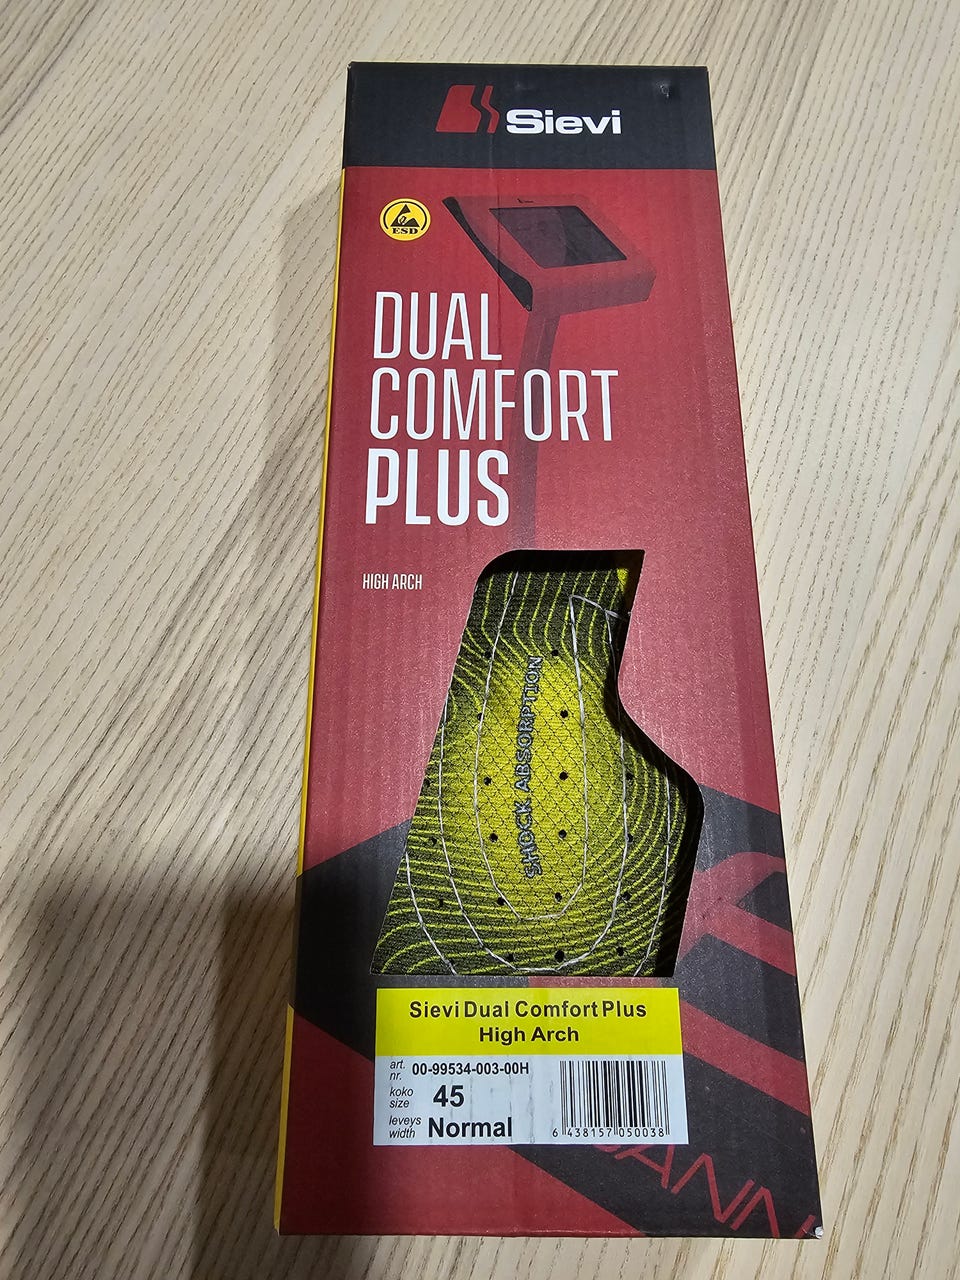 Sievi
ESD
DUAL
COMFORT
PLUS
HIGH ARCH
SHOCK ABSORPTION
Sievi Dual Comfort Plus
High Arch
art. nr. 00-99534-003-00H
koko size 45
leveys width Normal
6 438157 050038